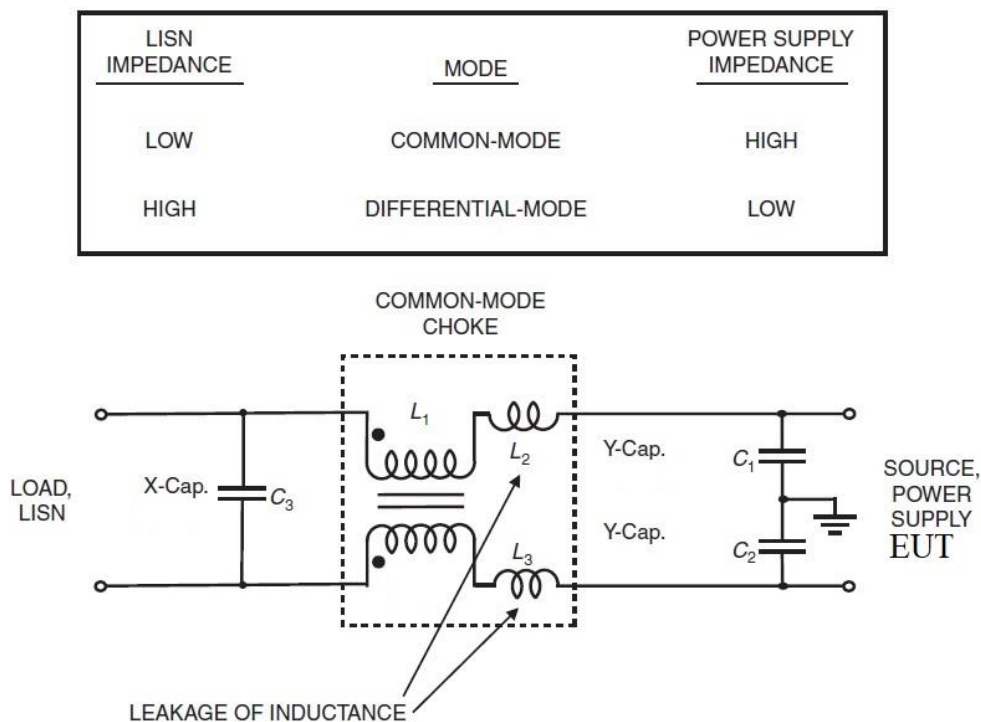 LISN
IMPEDANCE
MODE
POWER SUPPLY
IMPEDANCE
LOW
COMMON-MODE
HIGH
HIGH
DIFFERENTIAL-MODE
LOW
COMMON-MODE
CHOKE
L1
L2
Y-Cap.
C1
LOAD,
LISN
X-Cap.
C3
SOURCE,
POWER
SUPPLY
EUT
Y-Cap.
C2
L3
LEAKAGE OF INDUCTANCE